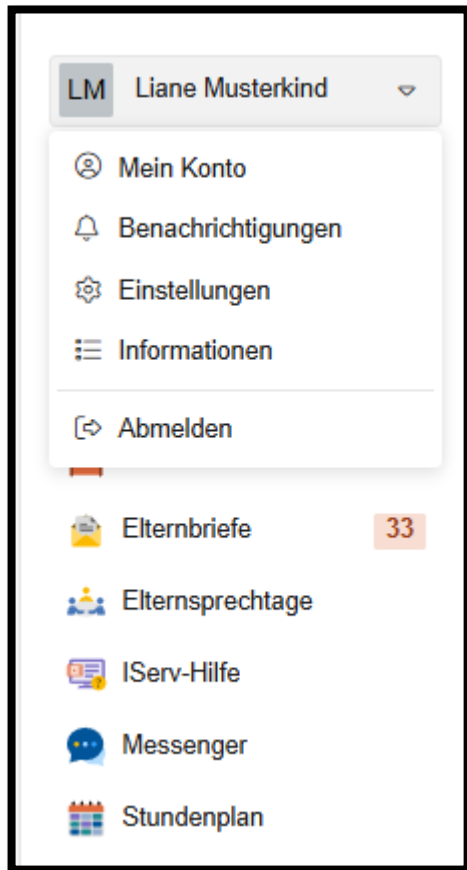 LM Liane Musterkind
Mein Konto
Benachrichtigungen
Einstellungen
Informationen
Abmelden
Elternbriefe 33
Elternsprechtage
IServ-Hilfe
Messenger
Stundenplan